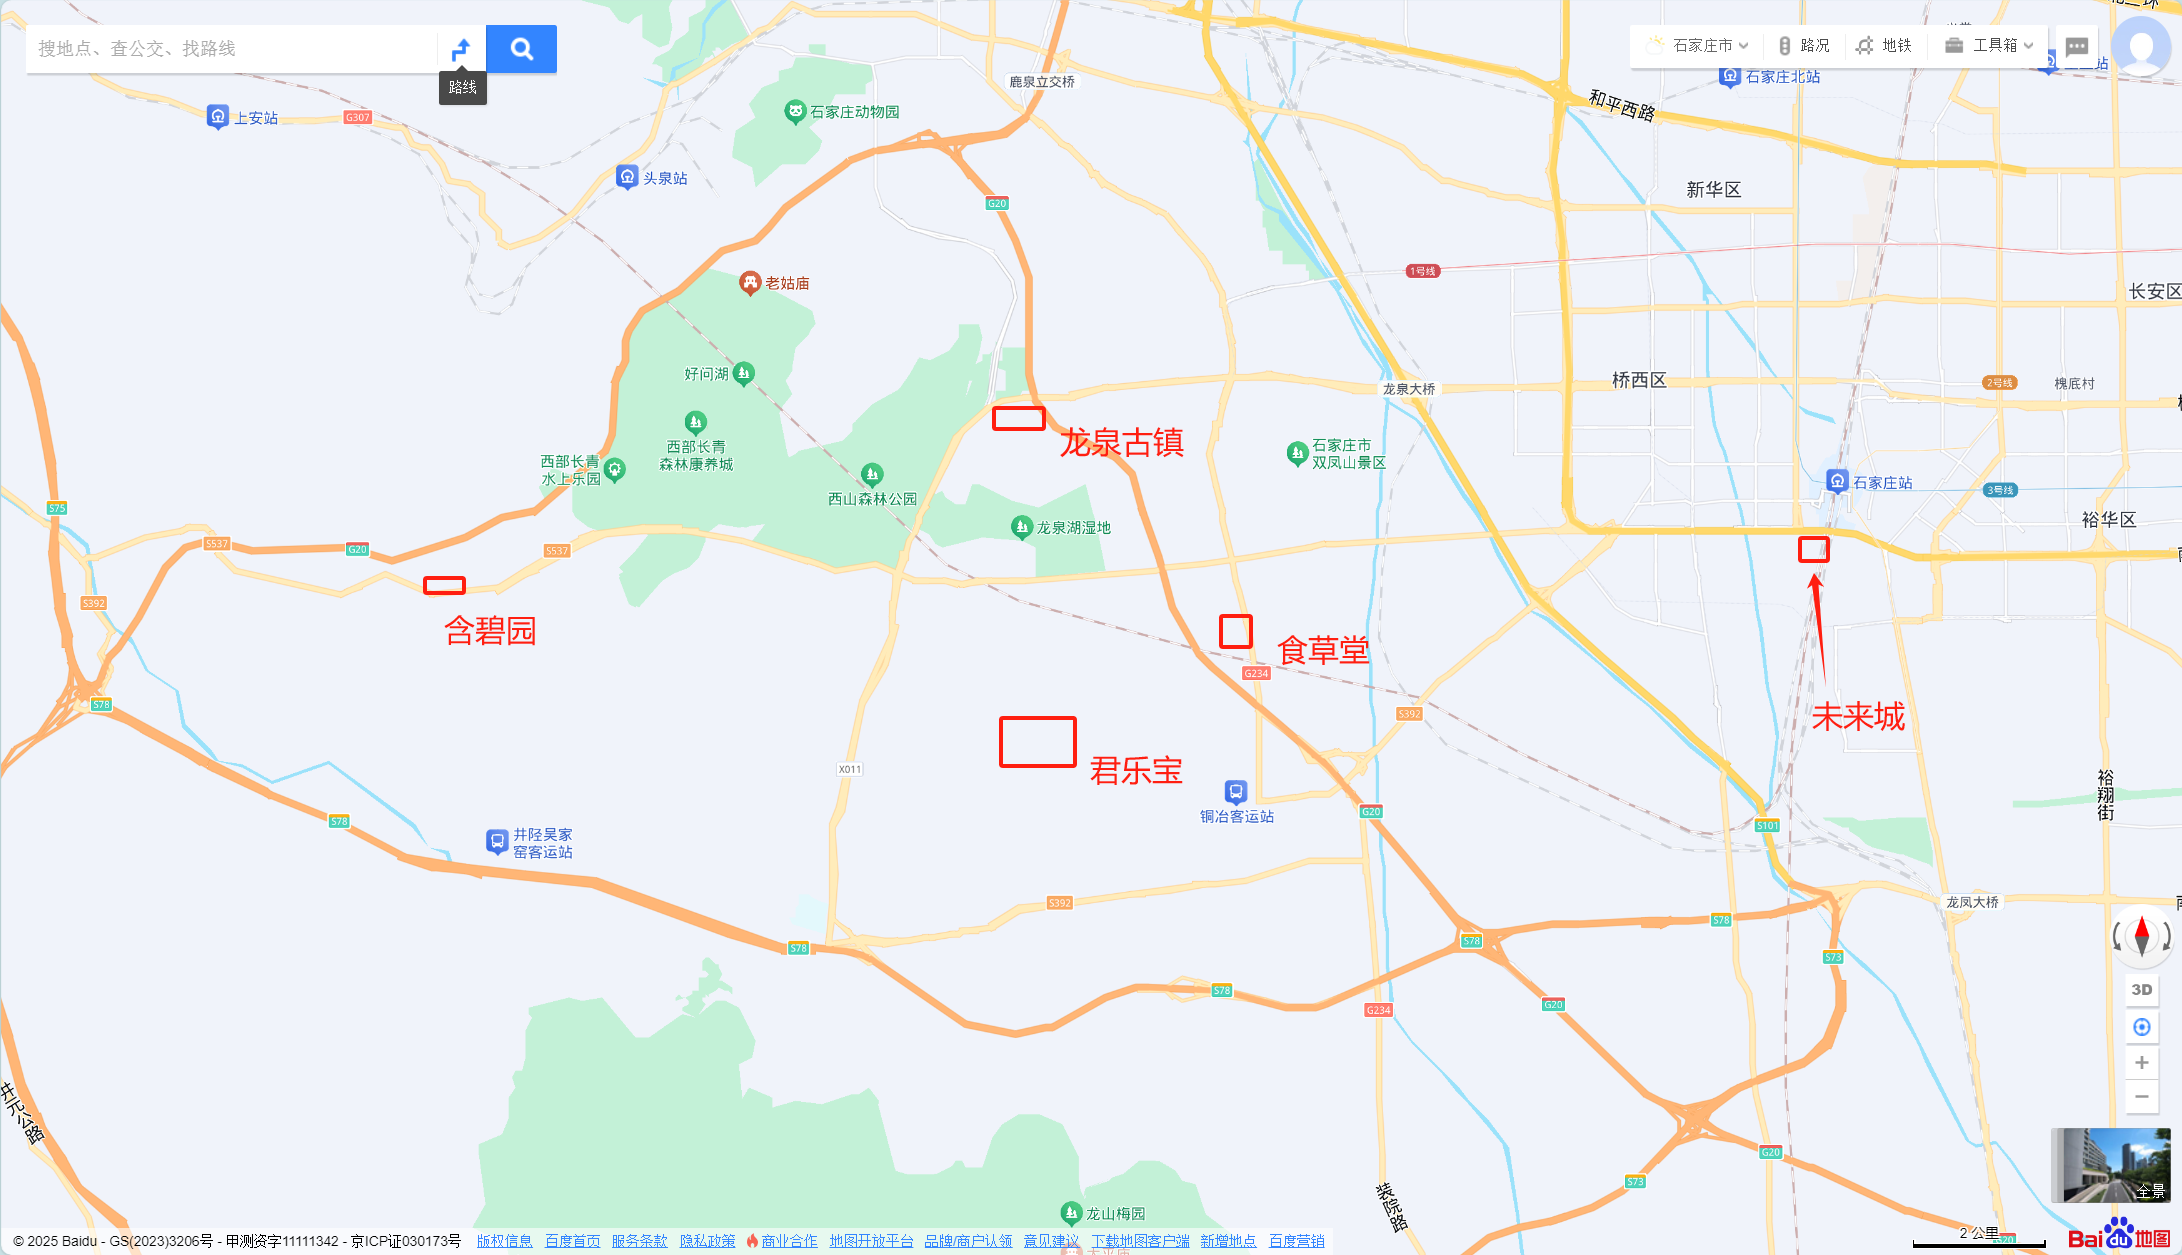 搜地点、查公交、找路线
路线
石家庄市
路况
地铁
工具箱
鹿泉立交桥
石家庄北站
和平西路
上安站
G307
石家庄动物园
头泉站
G20
新华区
老姑庙
1号线
长安区
好问湖
桥西区
2号线
槐底村
龙泉大桥
西部长青
森林康养城
龙泉古镇
石家庄市
双凤山景区
西部长青
水上乐园
西山森林公园
石家庄站
3号线
S75
龙泉湖湿地
裕华区
S537
G20
S537
S392
含碧园
食草堂
G234
S78
S392
未来城
君乐宝
X011
裕翔街
铜冶客运站
G20
S78
S101
井陉吴家
窑客运站
S392
龙凤大桥
S78
S78
S78
S73
S78
G20
G234
3D
井元公路
G20
S73
装院路
全景
龙山梅园
2 公里
Bai du 地图
© 2025 Baidu - GS(2023)3206号 - 甲测资字11111342 - 京ICP证030173号 版权信息 百度首页 服务条款 隐私政策 商业合作 地图开放平台 品牌/商户认领 意见建议 下载地图客户端 新增地点 百度营销